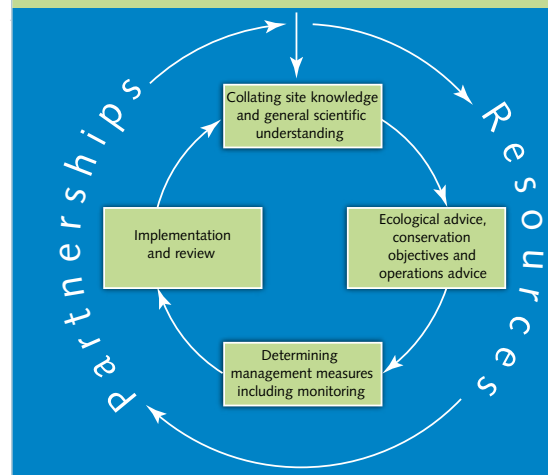 Collating site knowledge
and general scientific
understanding
Resources
Ecological advice,
conservation
objectives and
operations advice
Determining
management measures
including monitoring
Implementation
and review
Partnerships